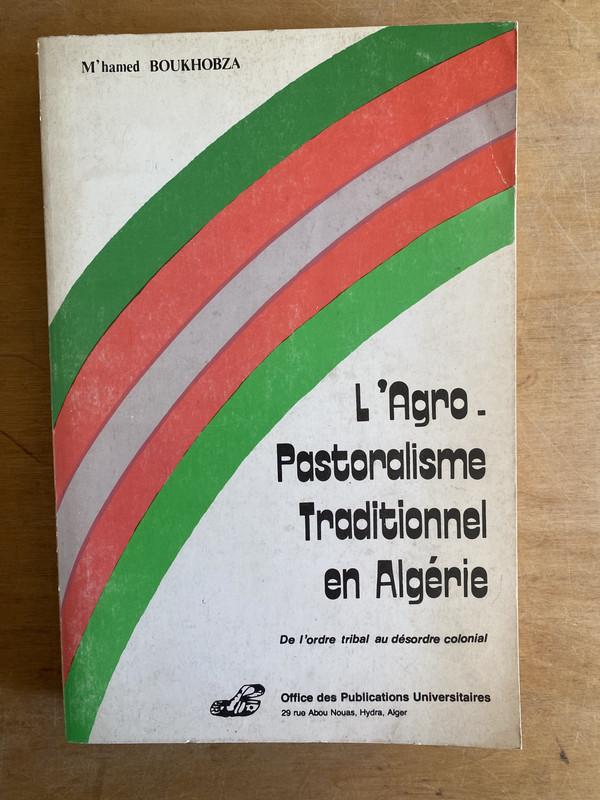 M'hamed BOUKHOBZA
L'Agro-
Pastoralisme
Traditionnel
en Algérie
De l'ordre tribal au désordre colonial
Office des Publications Universitaires
29 rue Abou Nouas, Hydra, Alger